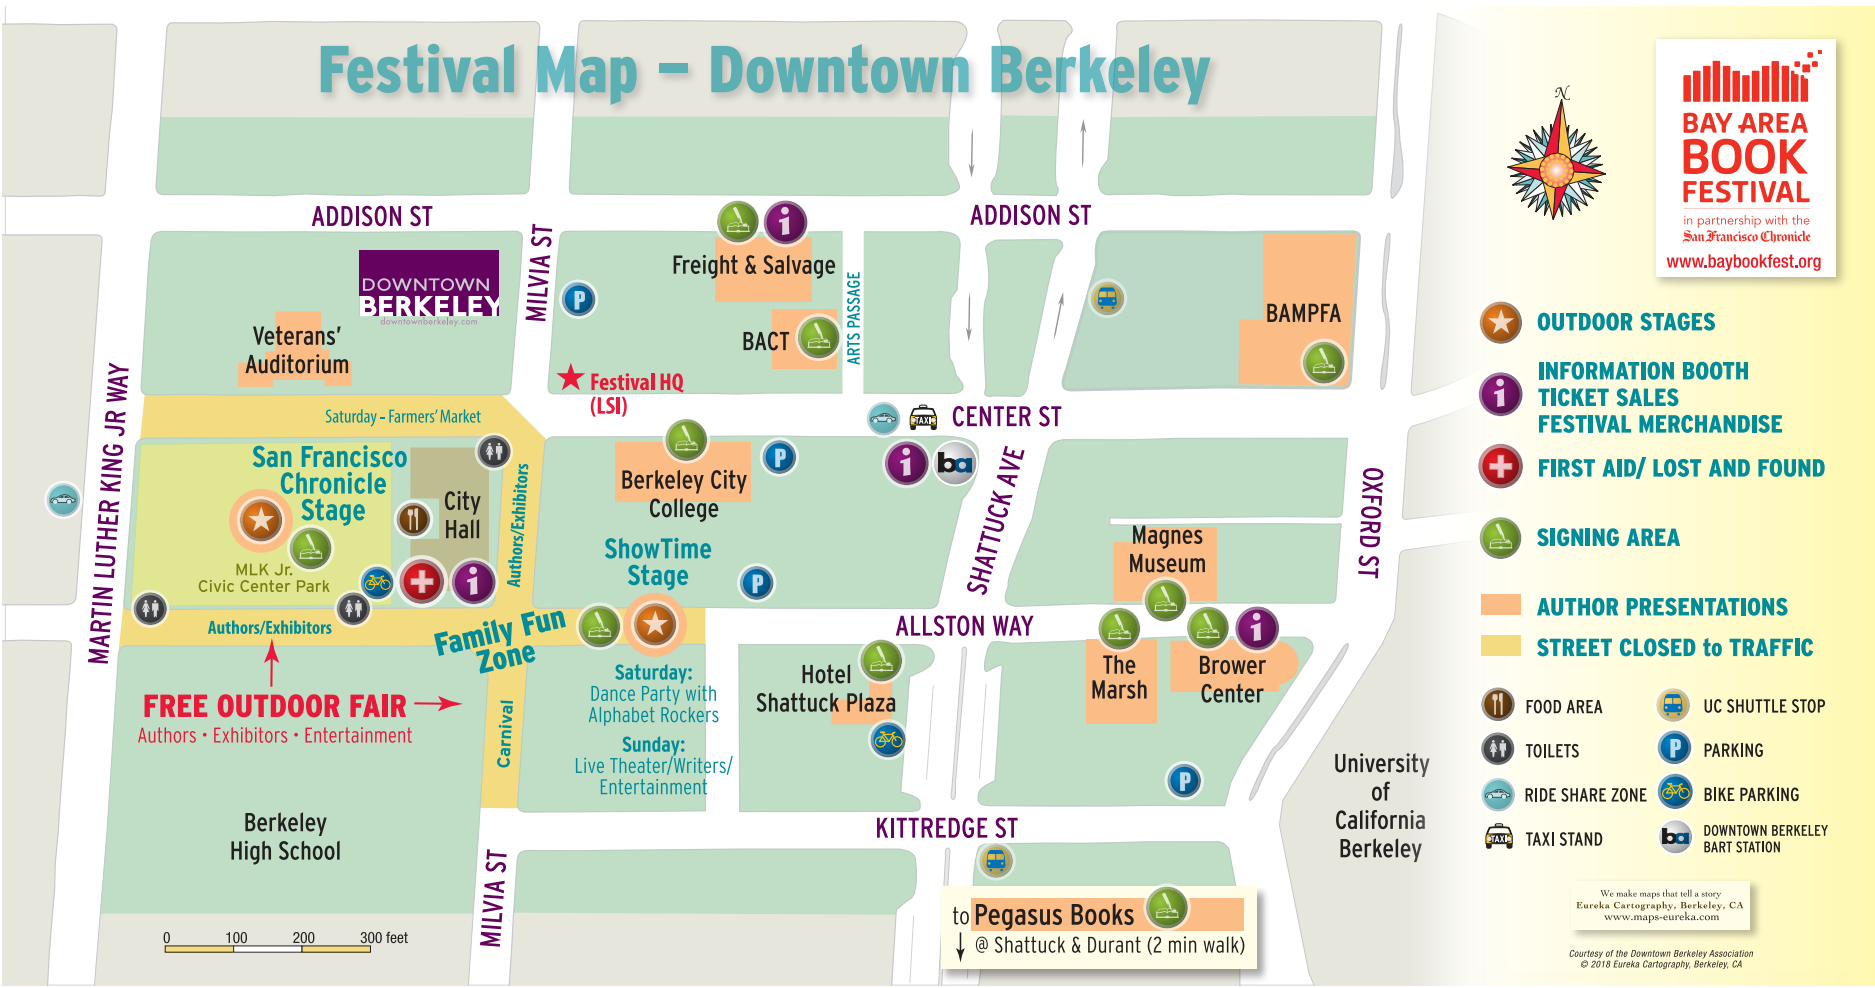 Festival Map – Downtown Berkeley
N
BAY AREA
BOOK
FESTIVAL
in partnership with the
San Francisco Chronicle
www.baybookfest.org
ADDISON ST
ADDISON ST
MILVIA ST
DOWNTOWN
BERKELEY
downtownberkeley.com
Veterans'
Auditorium
P
i
Freight & Salvage
BACT
ARTS PASSAGE
BAMPFA
Festival HQ
(LSI)
MARTIN LUTHER KING JR WAY
Saturday – Farmers' Market
TAXI
CENTER ST
San Francisco
Chronicle
Stage
City
Hall
Authors/Exhibitors
MLK Jr.
Civic Center Park
i
Authors/Exhibitors
Berkeley City
College
P
i
ba
SHATTUCK AVE
OXFORD ST
ShowTime
Stage
P
Magnes
Museum
Family Fun
Zone
ALLSTON WAY
i
The
Marsh
Brower
Center
Hotel
Shattuck Plaza
Saturday:
Dance Party with
Alphabet Rockers
Sunday:
Live Theater/Writers/
Entertainment
FREE OUTDOOR FAIR
Authors • Exhibitors • Entertainment
Carnival
P
University
of
California
Berkeley
Berkeley
High School
KITTREDGE ST
MILVIA ST
to Pegasus Books
@ Shattuck & Durant (2 min walk)
0 100 200 300 feet
OUTDOOR STAGES
i
INFORMATION BOOTH
TICKET SALES
FESTIVAL MERCHANDISE
FIRST AID/ LOST AND FOUND
SIGNING AREA
AUTHOR PRESENTATIONS
STREET CLOSED to TRAFFIC
FOOD AREA
UC SHUTTLE STOP
TOILETS
P PARKING
RIDE SHARE ZONE
BIKE PARKING
TAXI TAXI STAND
ba DOWNTOWN BERKELEY
BART STATION
We make maps that tell a story
Eureka Cartography, Berkeley, CA
www.maps-eureka.com
Courtesy of the Downtown Berkeley Association
© 2018 Eureka Cartography, Berkeley, CA